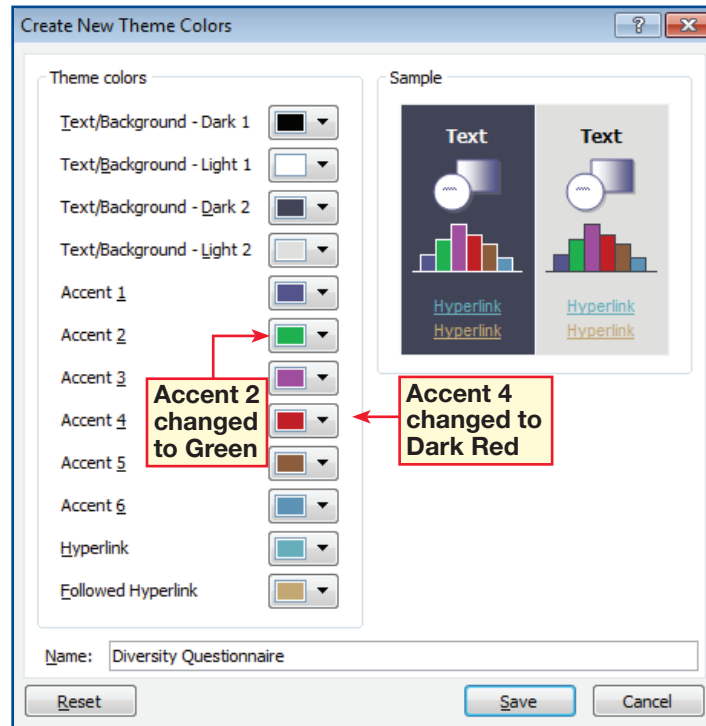 Create New Theme Colors
Theme colors
Text/Background - Dark 1
Text/Background - Light 1
Text/Background - Dark 2
Text/Background - Light 2
Accent 1
Accent 2
Accent 3
Accent 4
Accent 5
Accent 6
Hyperlink
Followed Hyperlink
Accent 2
changed
to Green
Accent 4
changed to
Dark Red
Sample
Text
Text
Hyperlink
Hyperlink
Hyperlink
Hyperlink
Name: Diversity Questionnaire
Reset
Save
Cancel